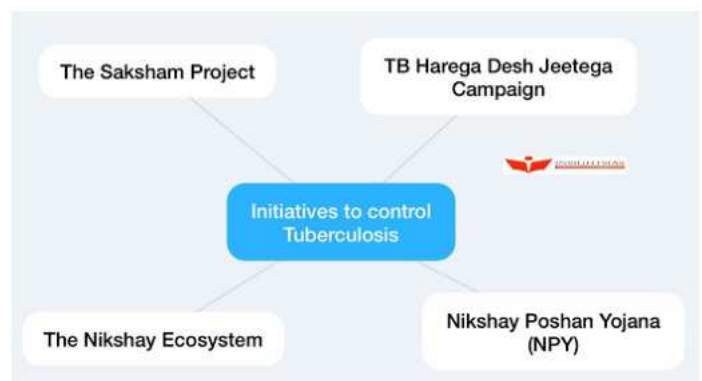 The Saksham Project
TB Harega Desh Jeetega
Campaign
Initiatives to control
Tuberculosis
The Nikshay Ecosystem
Nikshay Poshan Yojana
(NPY)